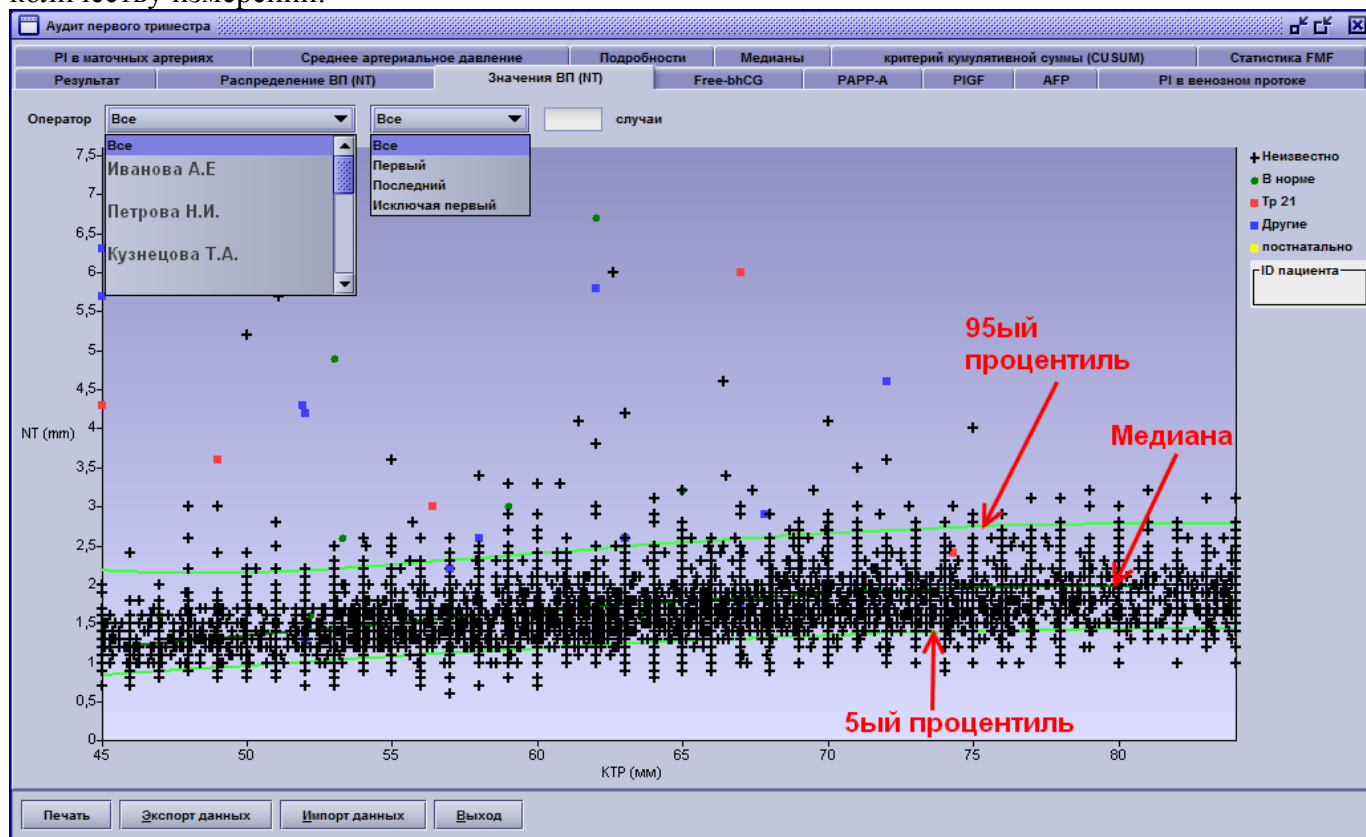 количеству измерений.
Аудит первого триместра
PI в маточных артериях Среднее артериальное давление Подробности Медианы критерий кумулятивной суммы (CUSUM) Статистика FMF
Результат Распределение ВП (NT) Значения ВП (NT) Free-bhCG PAPP-A PlGF AFP PI в венозном протоке
Оператор Все Все случаи
Все
Иванова А.Е
Петрова Н.И.
Кузнецова Т.А.
Все
Первый
Последний
Исключая первый
Неизвестно
В норме
Тр 21
Другие
постнатально
ID пациента
7,5
7
6,5
6
5,5
5
4,5
NT (mm) 4
3,5
3
2,5
2
1,5
1
0,5
0
95ый
процентиль
Медиана
5ый процентиль
45 50 55 60 65 70 75 80
КТР (мм)
Печать Экспорт данных Импорт данных Выход